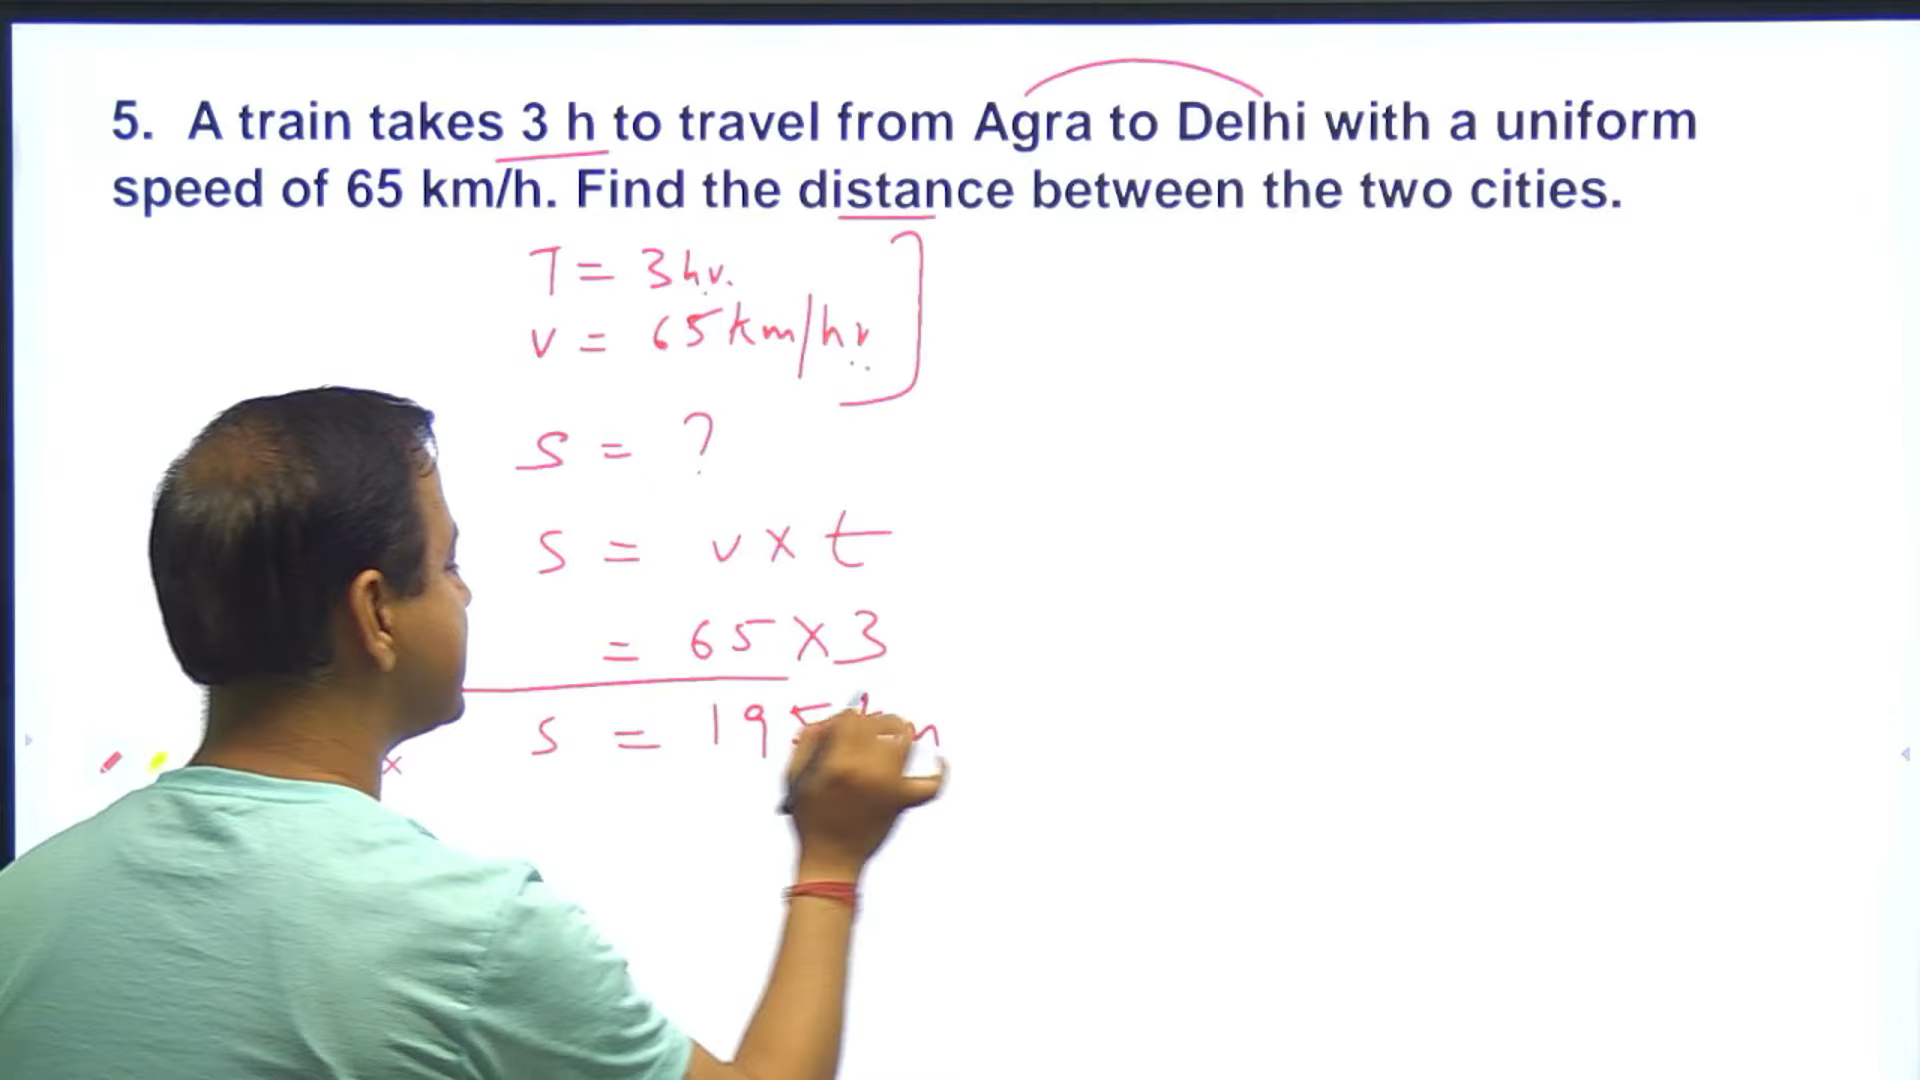 5. A train takes 3 h to travel from Agra to Delhi with a uniform
speed of 65 km/h. Find the distance between the two cities.
T = 3hr.
v = 65km/hr
s = ?
s = v × t
= 65 × 3
s = 195km